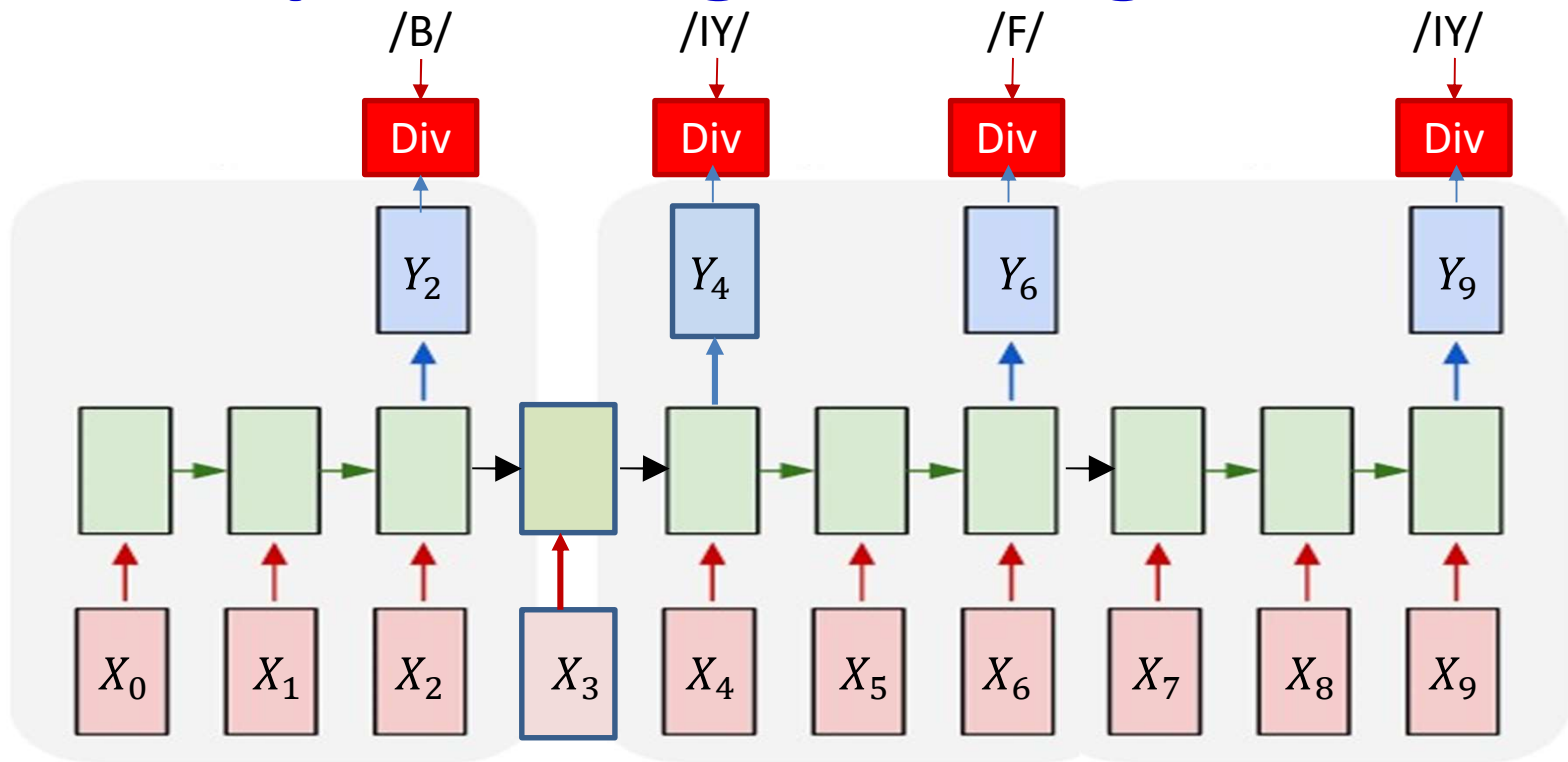 /B/ /IY/ /F/ /IY/
Div Div Div Div
Y₂ Y₄ Y₆ Y₉
X₀ X₁ X₂ X₃ X₄ X₅ X₆ X₇ X₈ X₉